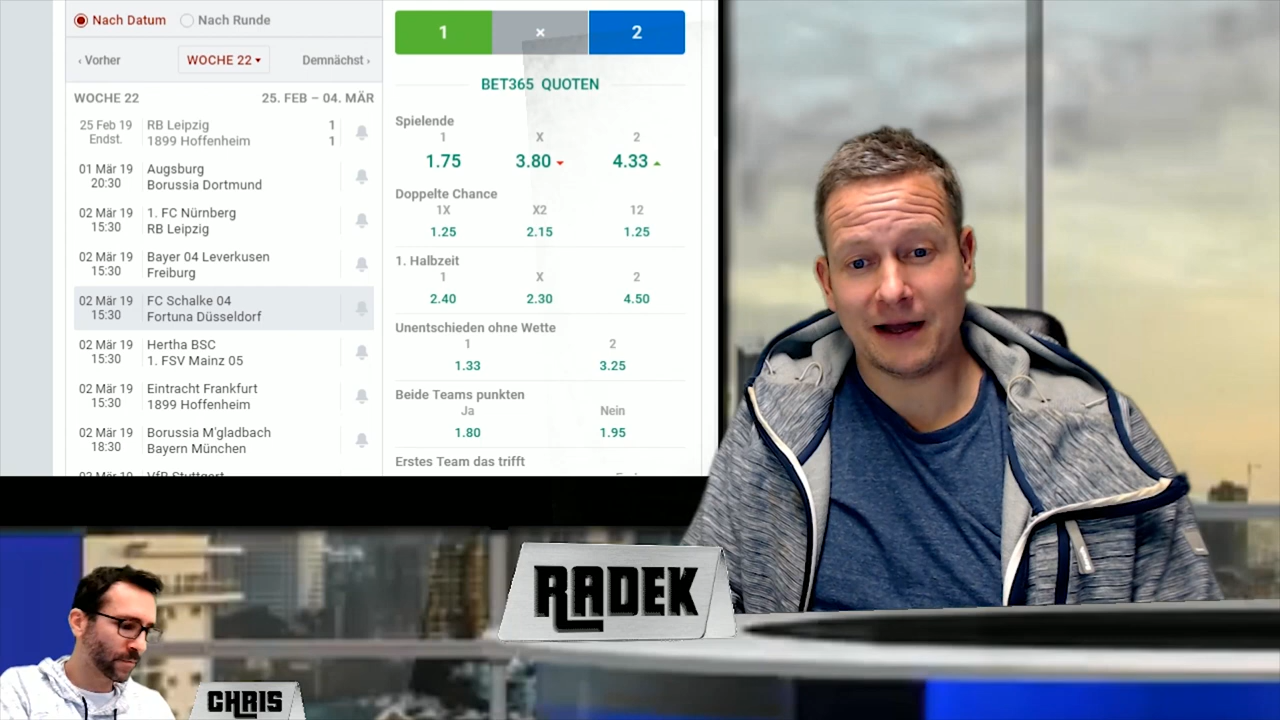 Nach Datum Nach Runde
‹ Vorher WOCHE 22 Demnächst ›
WOCHE 22 25. FEB – 04. MÄR
25 Feb 19 RB Leipzig 1
Endst. 1899 Hoffenheim 1
01 Mär 19 Augsburg
20:30 Borussia Dortmund
02 Mär 19 1. FC Nürnberg
15:30 RB Leipzig
02 Mär 19 Bayer 04 Leverkusen
15:30 Freiburg
02 Mär 19 FC Schalke 04
15:30 Fortuna Düsseldorf
02 Mär 19 Hertha BSC
15:30 1. FSV Mainz 05
02 Mär 19 Eintracht Frankfurt
15:30 1899 Hoffenheim
02 Mär 19 Borussia M'gladbach
18:30 Bayern München
02 Mär 19 VfB Stuttgart
1 × 2
BET365 QUOTEN
Spielende
1 X 2
1.75 3.80 4.33
Doppelte Chance
1X X2 12
1.25 2.15 1.25
1. Halbzeit
1 X 2
2.40 2.30 4.50
Unentschieden ohne Wette
1 2
1.33 3.25
Beide Teams punkten
Ja Nein
1.80 1.95
Erstes Team das trifft
RADEK
CHRIS